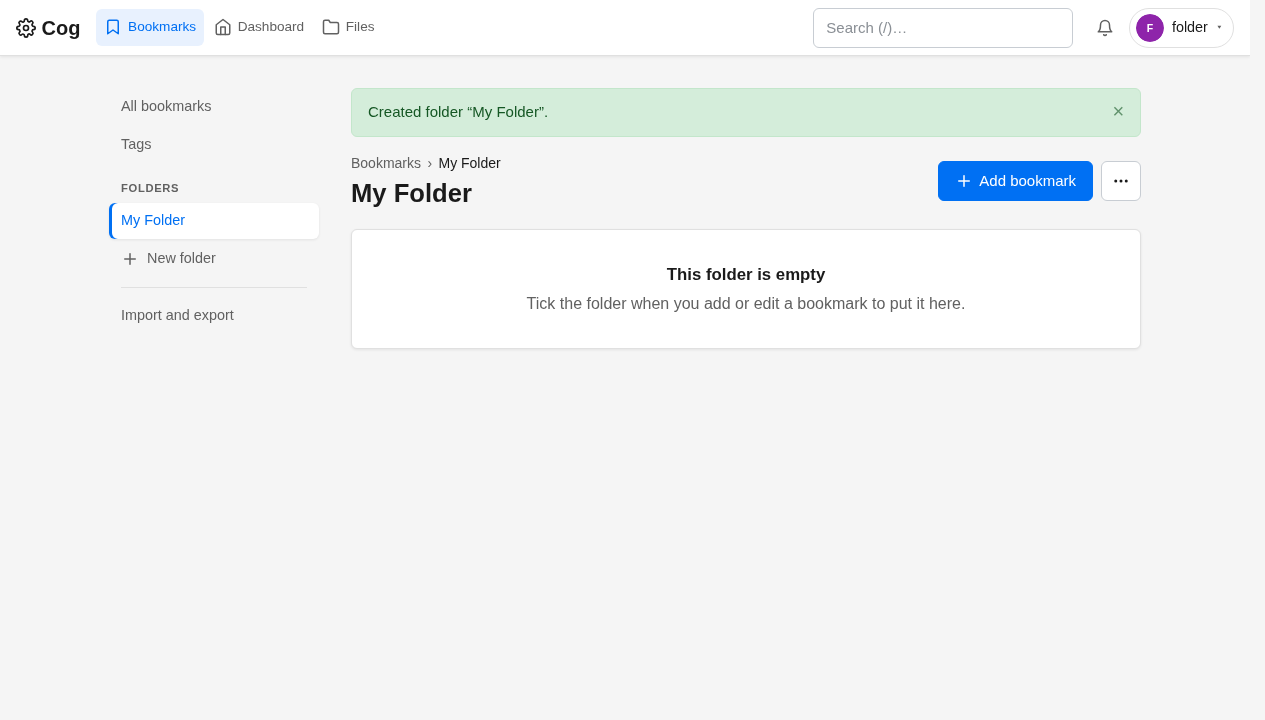 Cog
Bookmarks
Dashboard
Files
Search (/)…
F
folder
All bookmarks
Tags
FOLDERS
My Folder
New folder
Import and export
Created folder “My Folder”.
Bookmarks › My Folder
My Folder
Add bookmark
This folder is empty
Tick the folder when you add or edit a bookmark to put it here.